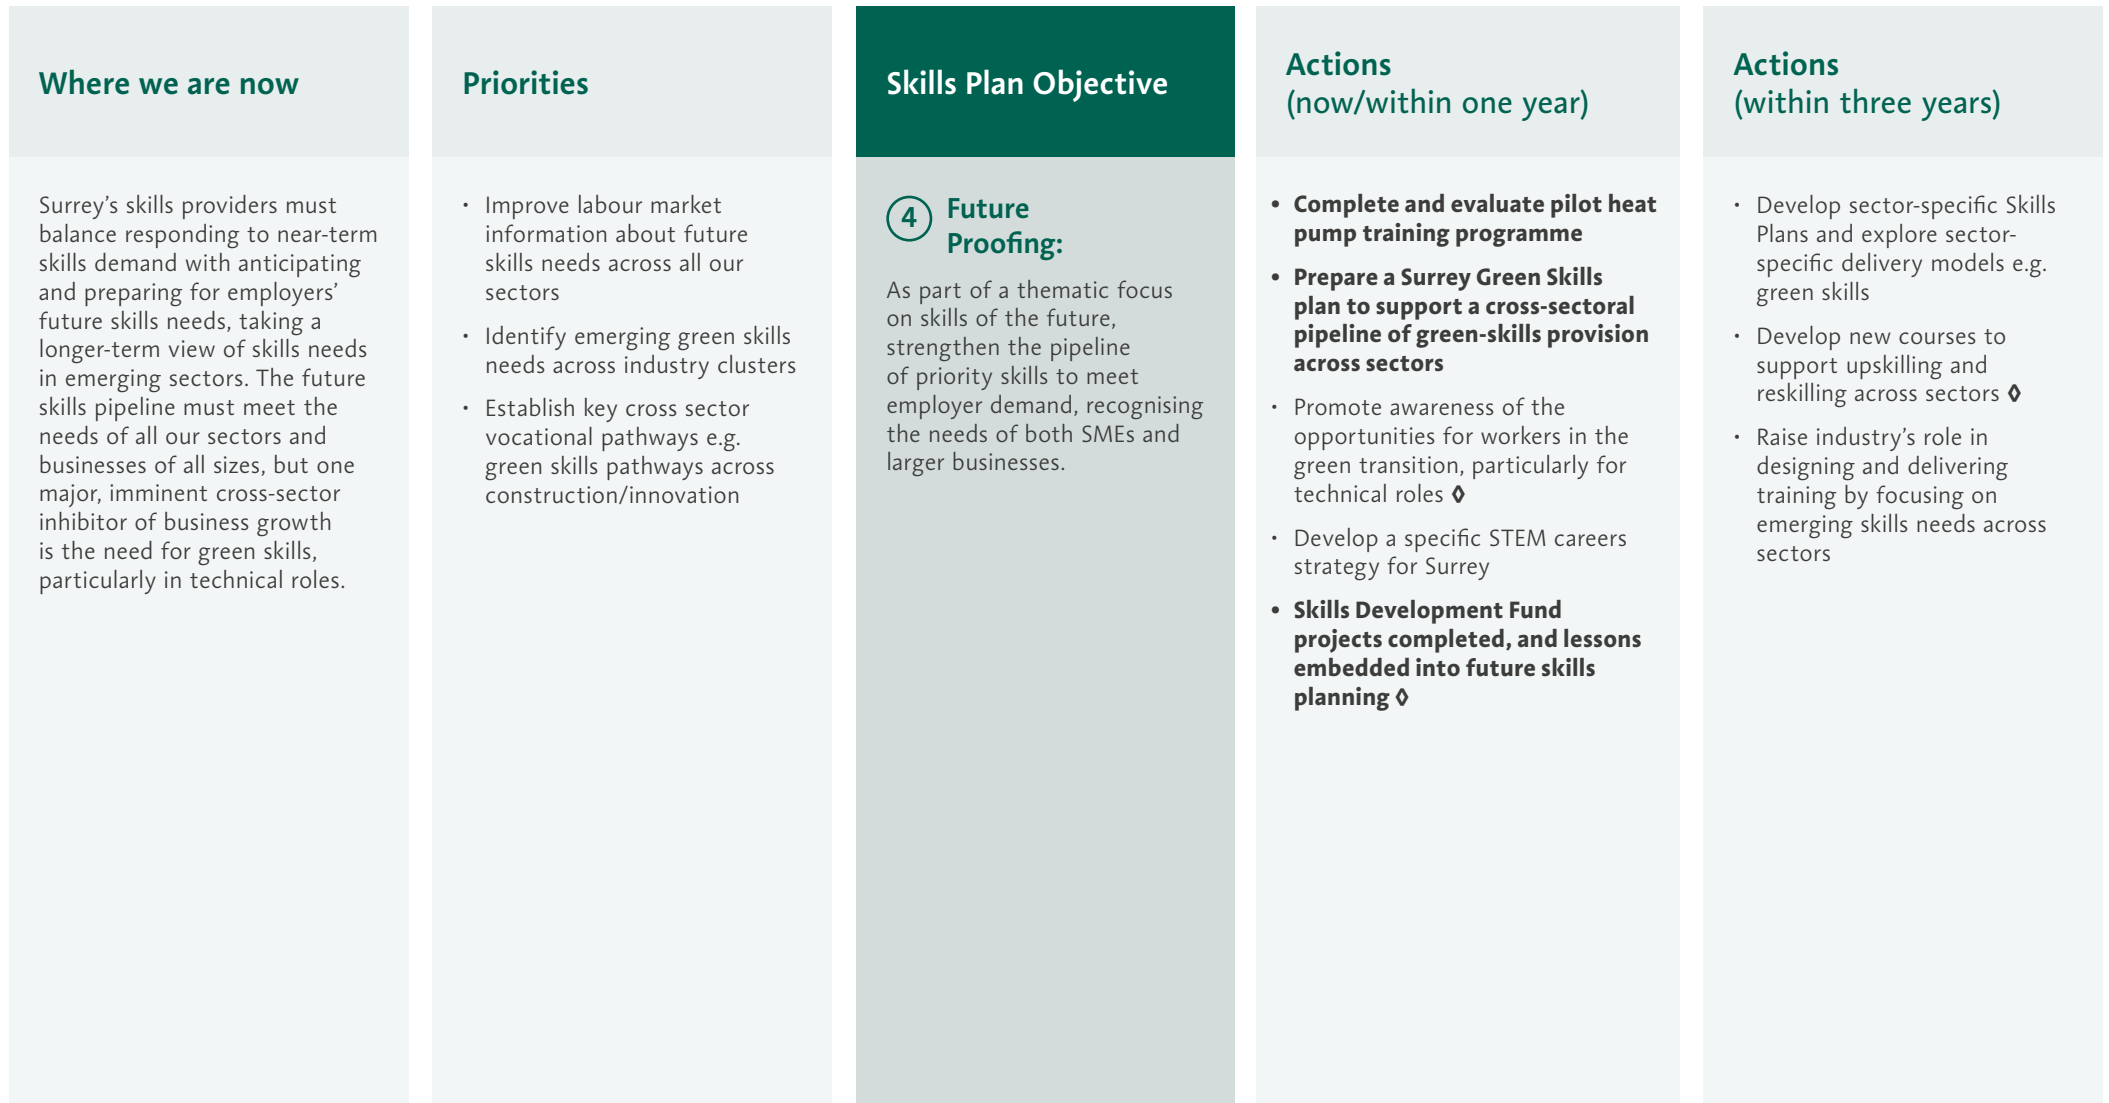 Where we are now
Surrey’s skills providers must
balance responding to near-term
skills demand with anticipating
and preparing for employers’
future skills needs, taking a
longer-term view of skills needs
in emerging sectors. The future
skills pipeline must meet the
needs of all our sectors and
businesses of all sizes, but one
major, imminent cross-sector
inhibitor of business growth
is the need for green skills,
particularly in technical roles.
Priorities
• Improve labour market
information about future
skills needs across all our
sectors
• Identify emerging green skills
needs across industry clusters
• Establish key cross sector
vocational pathways e.g.
green skills pathways across
construction/innovation
Skills Plan Objective
4 Future
Proofing:
As part of a thematic focus
on skills of the future,
strengthen the pipeline
of priority skills to meet
employer demand, recognising
the needs of both SMEs and
larger businesses.
Actions
(now/within one year)
• Complete and evaluate pilot heat
pump training programme
• Prepare a Surrey Green Skills
plan to support a cross-sectoral
pipeline of green-skills provision
across sectors
• Promote awareness of the
opportunities for workers in the
green transition, particularly for
technical roles ◊
• Develop a specific STEM careers
strategy for Surrey
• Skills Development Fund
projects completed, and lessons
embedded into future skills
planning ◊
Actions
(within three years)
• Develop sector-specific Skills
Plans and explore sector-
specific delivery models e.g.
green skills
• Develop new courses to
support upskilling and
reskilling across sectors ◊
• Raise industry’s role in
designing and delivering
training by focusing on
emerging skills needs across
sectors